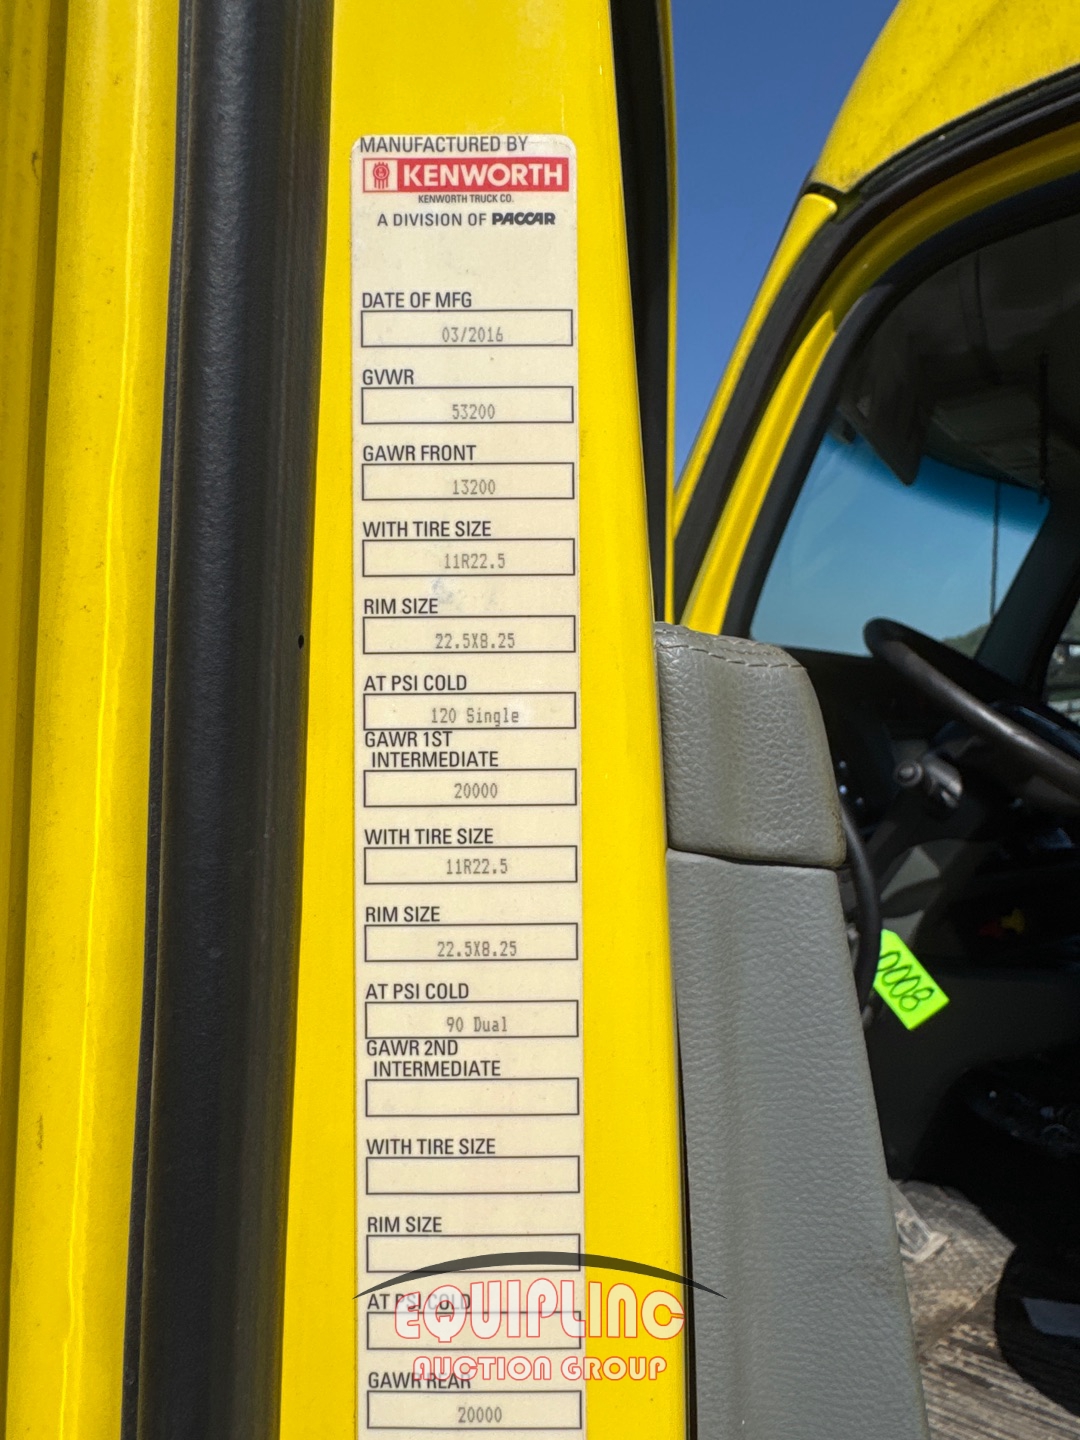 MANUFACTURED BY
KENWORTH
KENWORTH TRUCK CO.
A DIVISION OF PACCAR
DATE OF MFG
03/2016
GVWR
53200
GAWR FRONT
13200
WITH TIRE SIZE
11R22.5
RIM SIZE
22.5X8.25
AT PSI COLD
120 Single
GAWR 1ST
INTERMEDIATE
20000
WITH TIRE SIZE
11R22.5
RIM SIZE
22.5X8.25
AT PSI COLD
90 Dual
GAWR 2ND
INTERMEDIATE
WITH TIRE SIZE
RIM SIZE
AT PSI COLD
EQUIPLINC
AUCTION GROUP
GAWR REAR
20000
0008